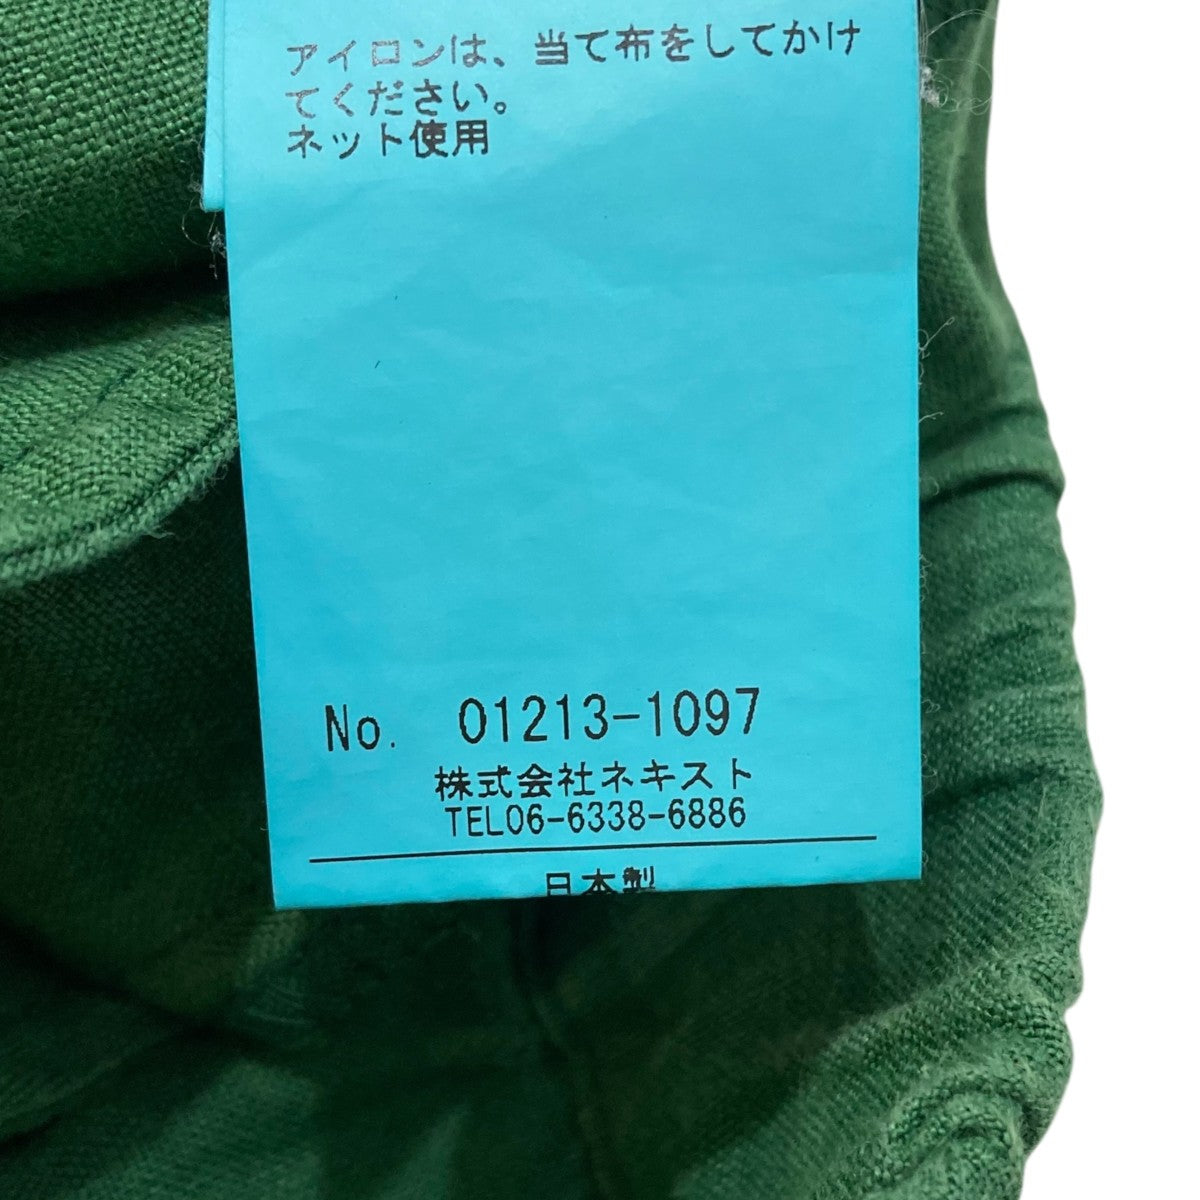 アイロンは、当て布をしてかけ
てください。
ネット使用
No. 01213-1097
株式会社ネキスト
TEL06-6338-6886
日本製